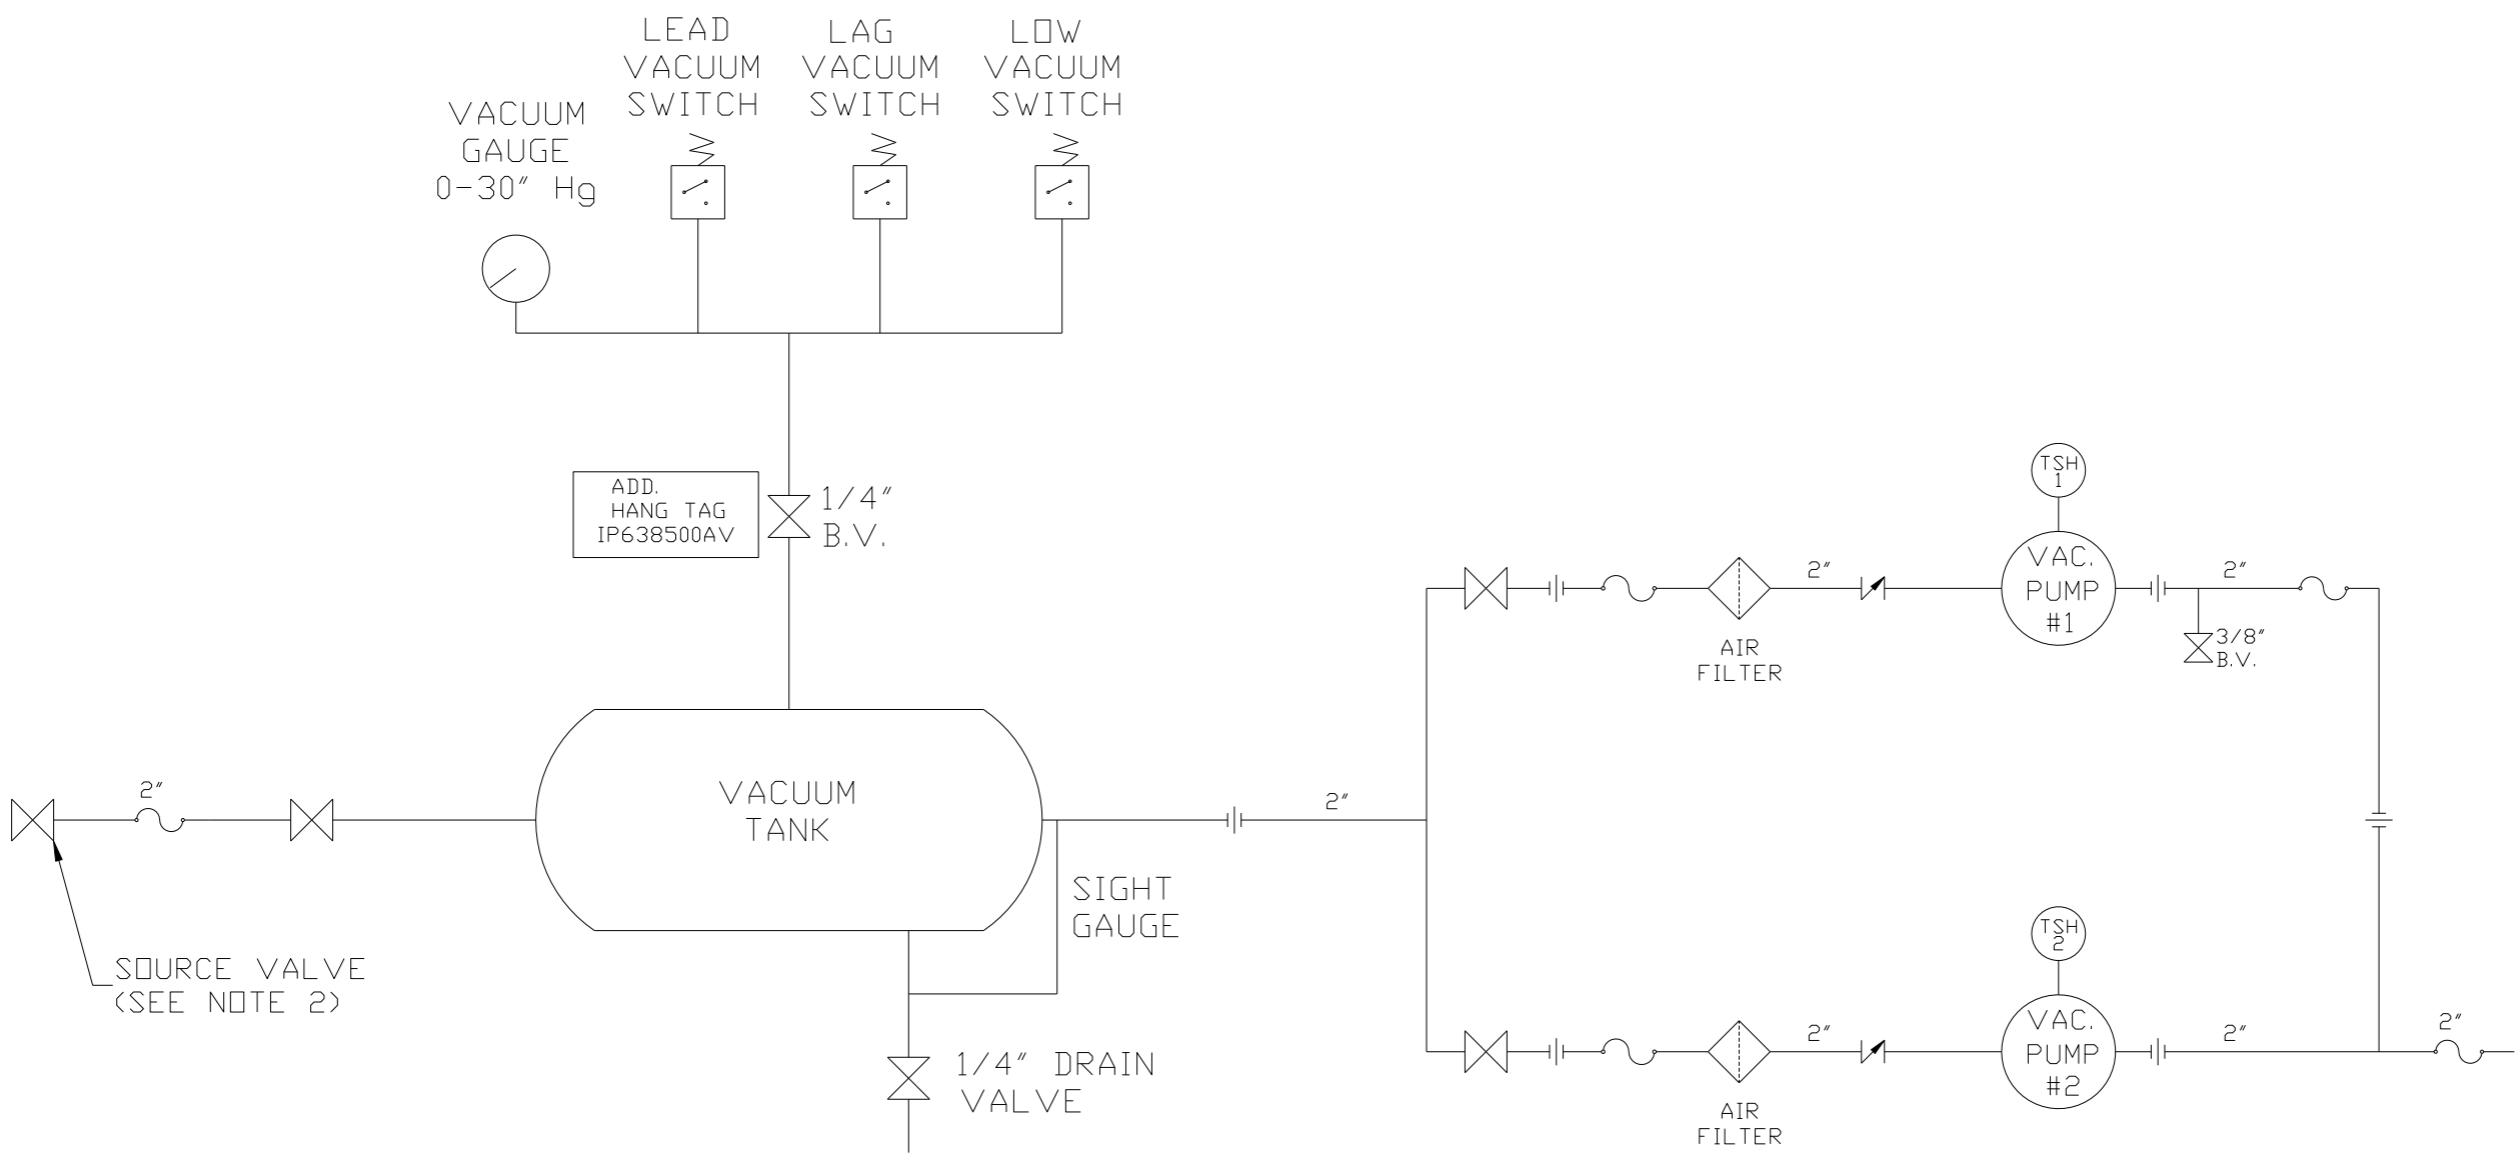 LEAD
VACUUM
SWITCH
LAG
VACUUM
SWITCH
LOW
VACUUM
SWITCH
VACUUM
GAUGE
0-30" Hg
ADD.
HANG TAG
IP638500AV
1/4"
B.V.
TSH
1
VAC.
PUMP
#1
2"
2"
3/8"
B.V.
AIR
FILTER
2"
VACUUM
TANK
2"
SIGHT
GAUGE
SOURCE VALVE
(SEE NOTE 2)
1/4" DRAIN
VALVE
TSH
2
VAC.
PUMP
#2
2"
2"
2"
AIR
FILTER